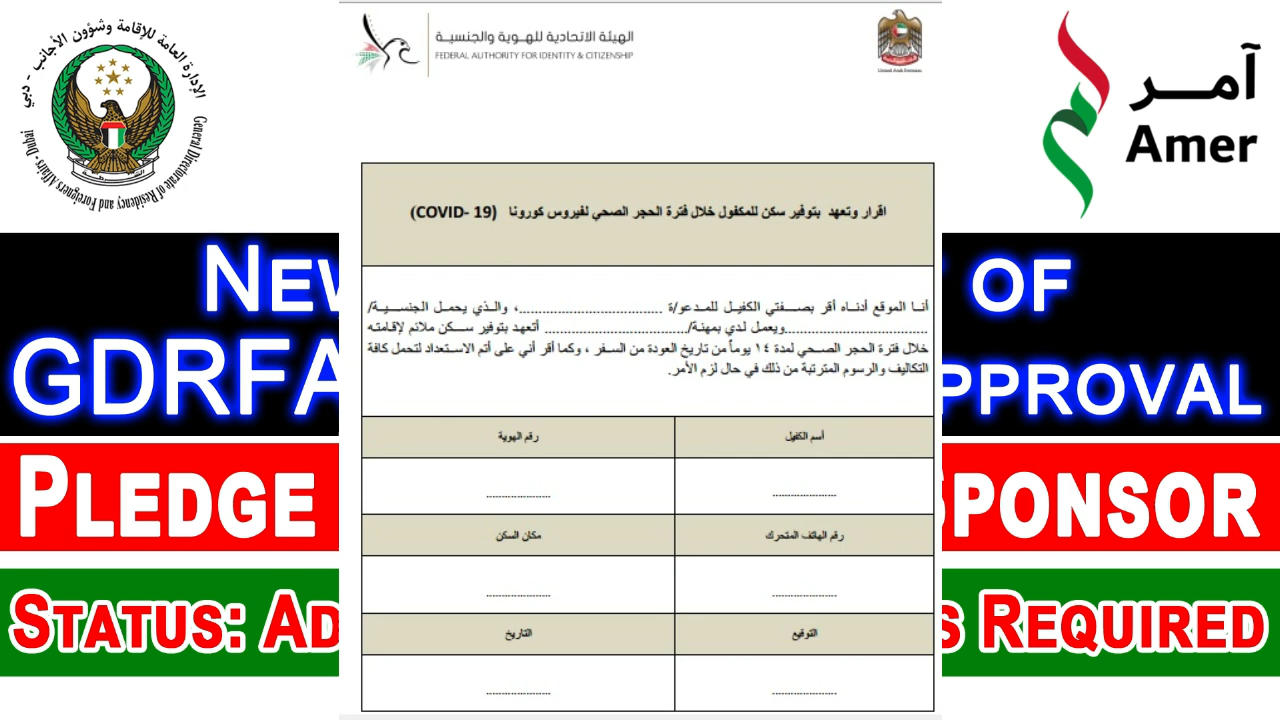 الإدارة العامة للإقامة وشؤون الأجانب - دبي
General Directorate of Residency and Foreigners Affairs - Dubai
الهيئة الاتحادية للهوية والجنسية
FEDERAL AUTHORITY FOR IDENTITY & CITIZENSHIP
United Arab Emirates
آمر
Amer
اقرار وتعهد بتوفير سكن للمكفول خلال فترة الحجر الصحي لفيروس كورونا (COVID- 19)
NEW
OF
GDRFA
PPROVAL
أنا الموقع أدناه أقر بصفتي الكفيل للمدعو/ة ....................................، والذي يحمل الجنسية/
....................................ويعمل لدي بمهنة/.................................... أتعهد بتوفير سكن ملائم لإقامته
خلال فترة الحجر الصحي لمدة ١٤ يوماً من تاريخ العودة من السفر ، وكما أقر أني على أتم الاستعداد لتحمل كافة
التكاليف والرسوم المترتبة من ذلك في حال لزم الأمر.
أسم الكفيل
رقم الهوية
PLEDGE
SPONSOR
رقم الهاتف المتحرك
مكان السكن
STATUS: AD
S REQUIRED
التوقيع
التاريخ